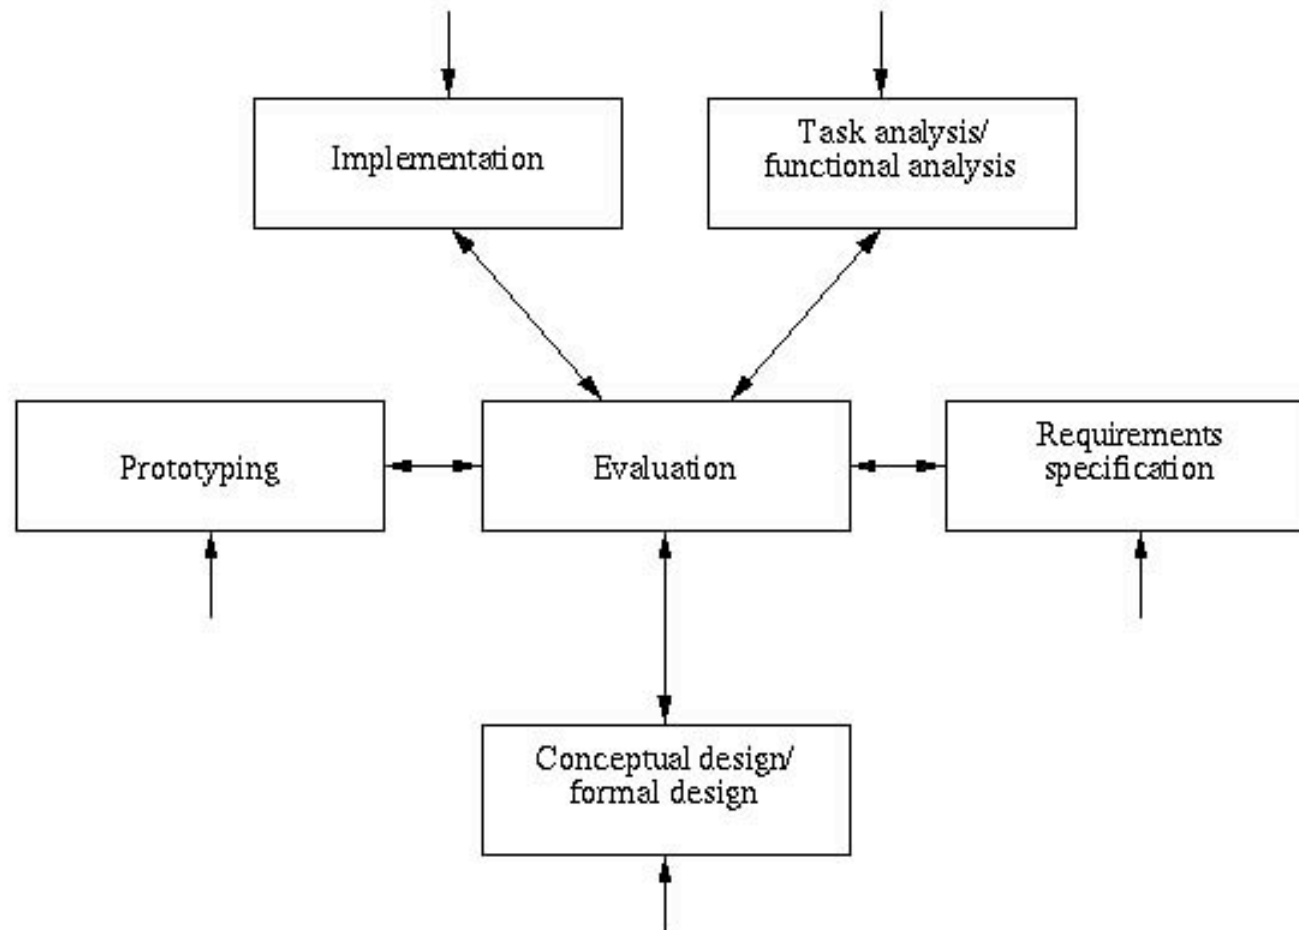 Implementation
Task analysis/
functional analysis
Prototyping
Evaluation
Requirements
specification
Conceptual design/
formal design